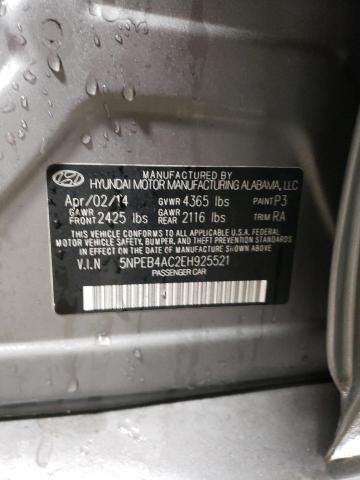 MANUFACTURED BY
HYUNDAI MOTOR MANUFACTURING ALABAMA, LLC
Apr/02/14 GVWR 4365 lbs PAINT P3
GAWR FRONT 2425 lbs GAWR REAR 2116 lbs TRIM RA
THIS VEHICLE CONFORMS TO ALL APPLICABLE U.S.A FEDERAL
MOTOR VEHICLE SAFETY, BUMPER, AND THEFT PREVENTION
STANDARDS IN EFFECT ON THE DATE OF MANUFACTURE SHOWN ABOVE.
V.I.N 5NPEB4AC2EH925521
PASSENGER CAR